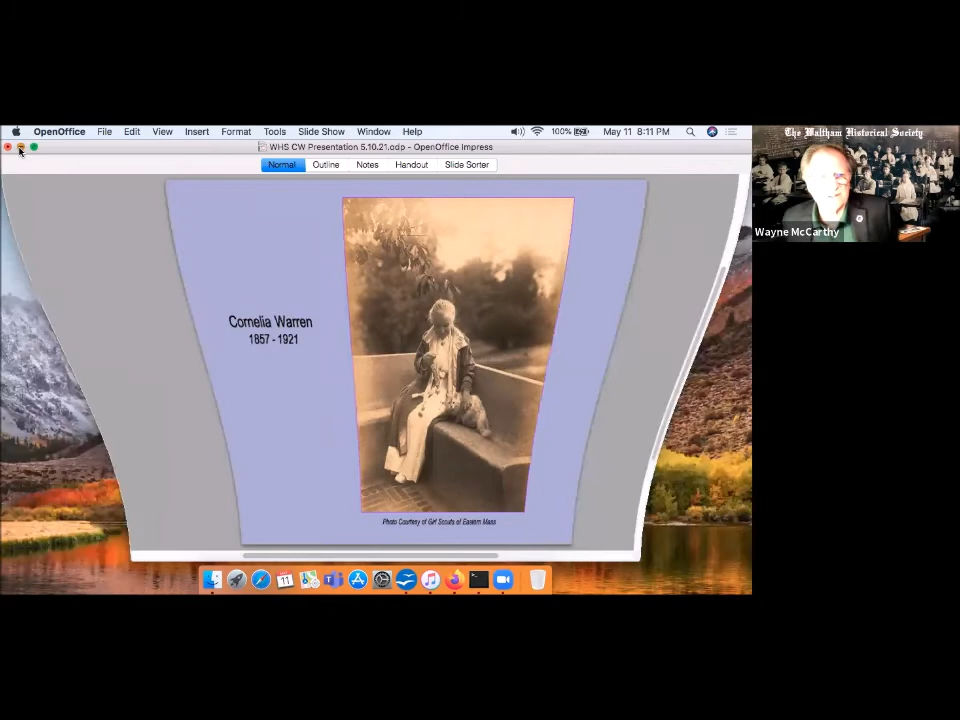 OpenOffice File Edit View Insert Format Tools Slide Show Window Help 100% May 11 8:11 PM
WHS CW Presentation 5.10.21.odp - OpenOffice Impress
Normal Outline Notes Handout Slide Sorter
The Waltham Historical Society
Wayne McCarthy
Cornelia Warren
1857 - 1921
Photo Courtesy of Girl Scouts of Eastern Mass
11